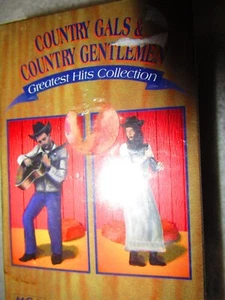 COUNTRY GALS &
COUNTRY GENTLEMEN
Greatest Hits Collection